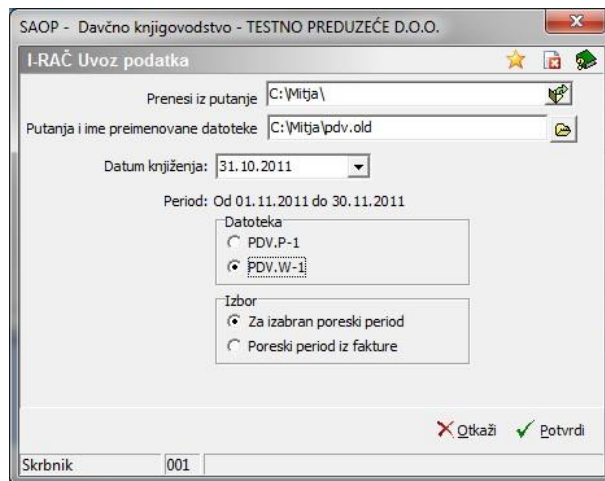 SAOP - Davčno knjigovodstvo - TESTNO PREDUZEĆE D.O.O.
I-RAČ Uvoz podatka
Prenesi iz putanje C:\Mitja\
Putanja i ime preimenovane datoteke C:\Mitja\pdv.old
Datum knjiženja: 31.10.2011
Period: Od 01.11.2011 do 30.11.2011
Datoteka
PDV.P-1
PDV.W-1
Izbor
Za izabran poreski period
Poreski period iz fakture
Otkaži Potvrdi
Skrbnik 001